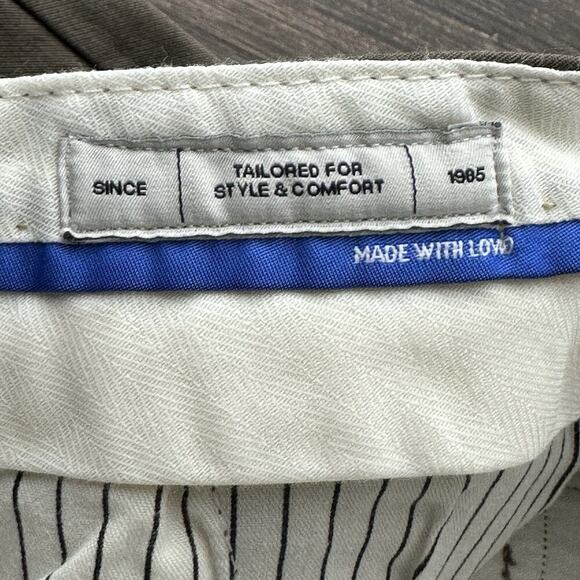 SINCE
TAILORED FOR
STYLE & COMFORT
1985
MADE WITH LOVE